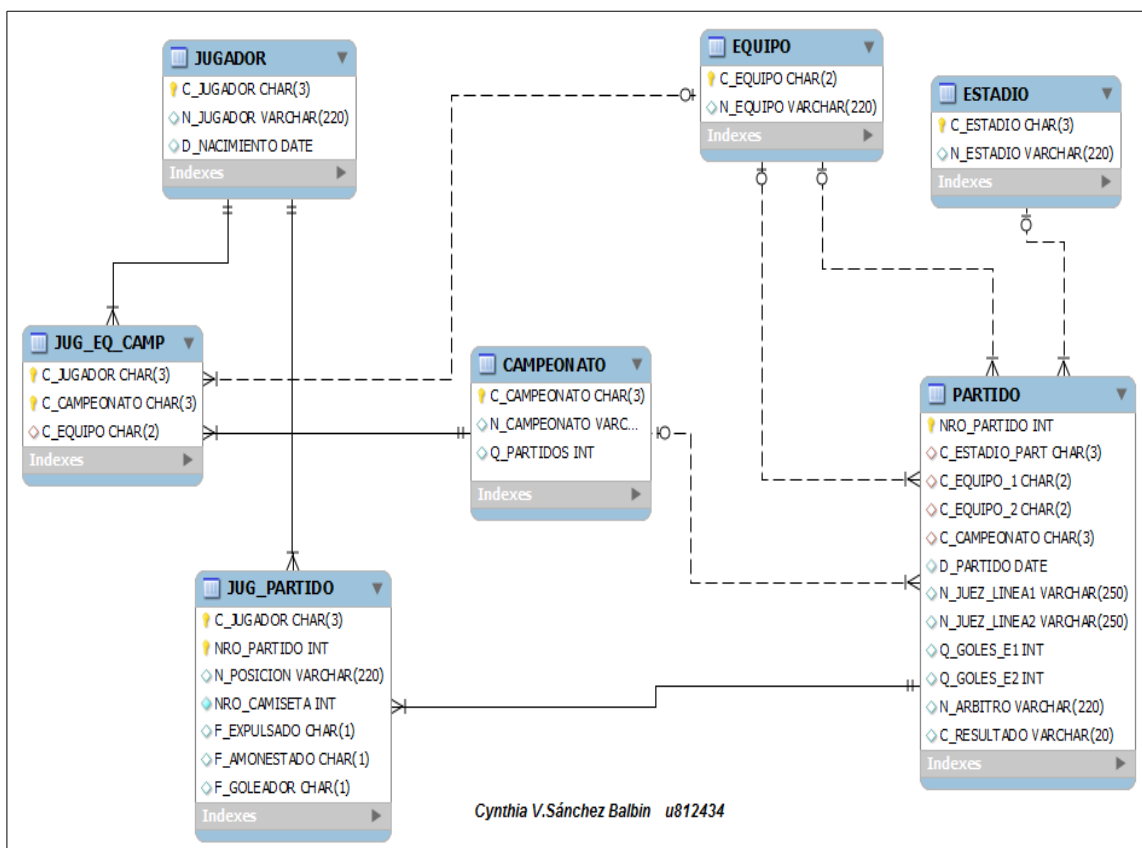 JUGADOR
C_JUGADOR CHAR(3)
N_JUGADOR VARCHAR(220)
D_NACIMIENTO DATE
Indexes
EQUIPO
C_EQUIPO CHAR(2)
N_EQUIPO VARCHAR(220)
Indexes
ESTADIO
C_ESTADIO CHAR(3)
N_ESTADIO VARCHAR(220)
Indexes
JUG_EQ_CAMP
C_JUGADOR CHAR(3)
C_CAMPEONATO CHAR(3)
C_EQUIPO CHAR(2)
Indexes
CAMPEONATO
C_CAMPEONATO CHAR(3)
N_CAMPEONATO VARC...
Q_PARTIDOS INT
Indexes
PARTIDO
NRO_PARTIDO INT
C_ESTADIO_PART CHAR(3)
C_EQUIPO_1 CHAR(2)
C_EQUIPO_2 CHAR(2)
C_CAMPEONATO CHAR(3)
D_PARTIDO DATE
N_JUEZ_LINEA1 VARCHAR(250)
N_JUEZ_LINEA2 VARCHAR(250)
Q_GOLES_E1 INT
Q_GOLES_E2 INT
N_ARBITRO VARCHAR(220)
C_RESULTADO VARCHAR(20)
Indexes
JUG_PARTIDO
C_JUGADOR CHAR(3)
NRO_PARTIDO INT
N_POSICION VARCHAR(220)
NRO_CAMISETA INT
F_EXPULSADO CHAR(1)
F_AMONESTADO CHAR(1)
F_GOLEADOR CHAR(1)
Indexes
Cynthia V.Sánchez Balbin u812434